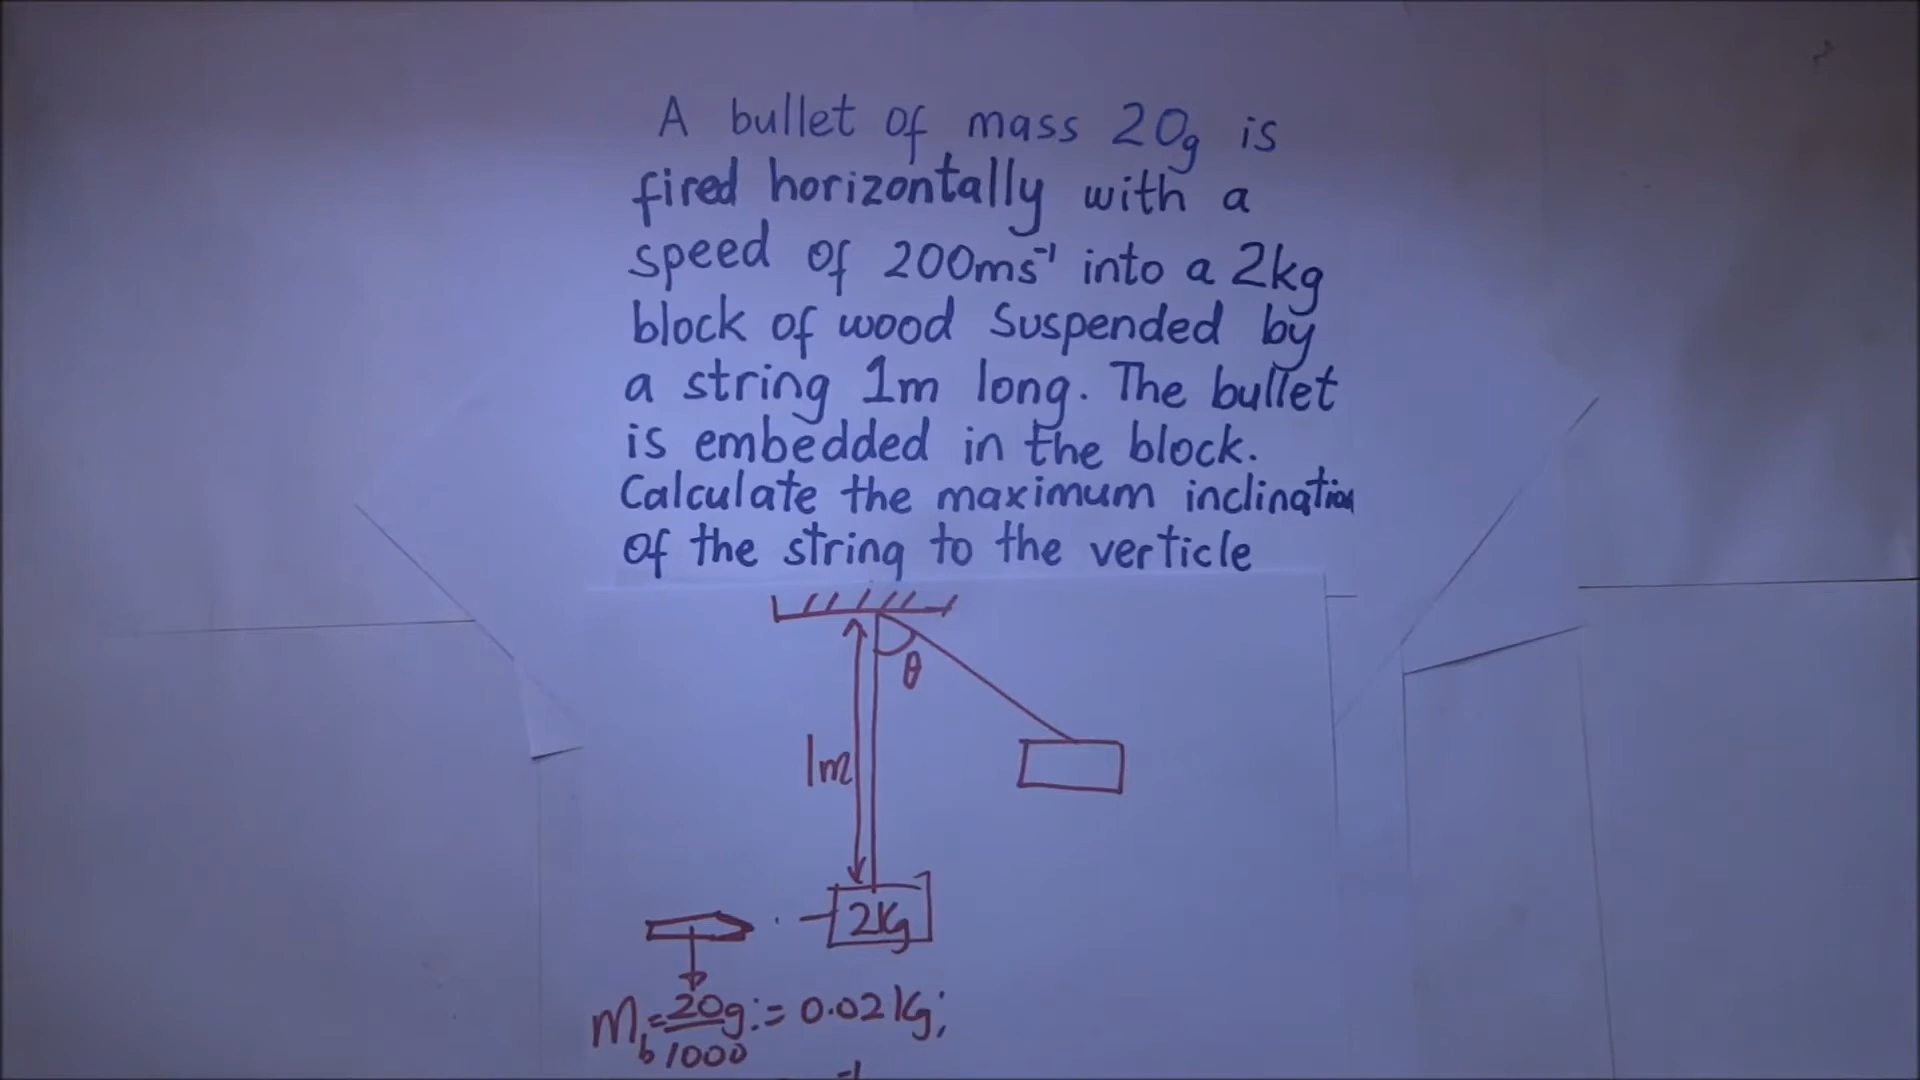 A bullet of mass 20g is
fired horizontally with a
speed of 200ms⁻¹ into a 2kg
block of wood Suspended by
a string 1m long. The bullet
is embedded in the block.
Calculate the maximum inclination
of the string to the verticle
θ
1m
2Kg
M_b = 20g/1000 := 0.02Kg;